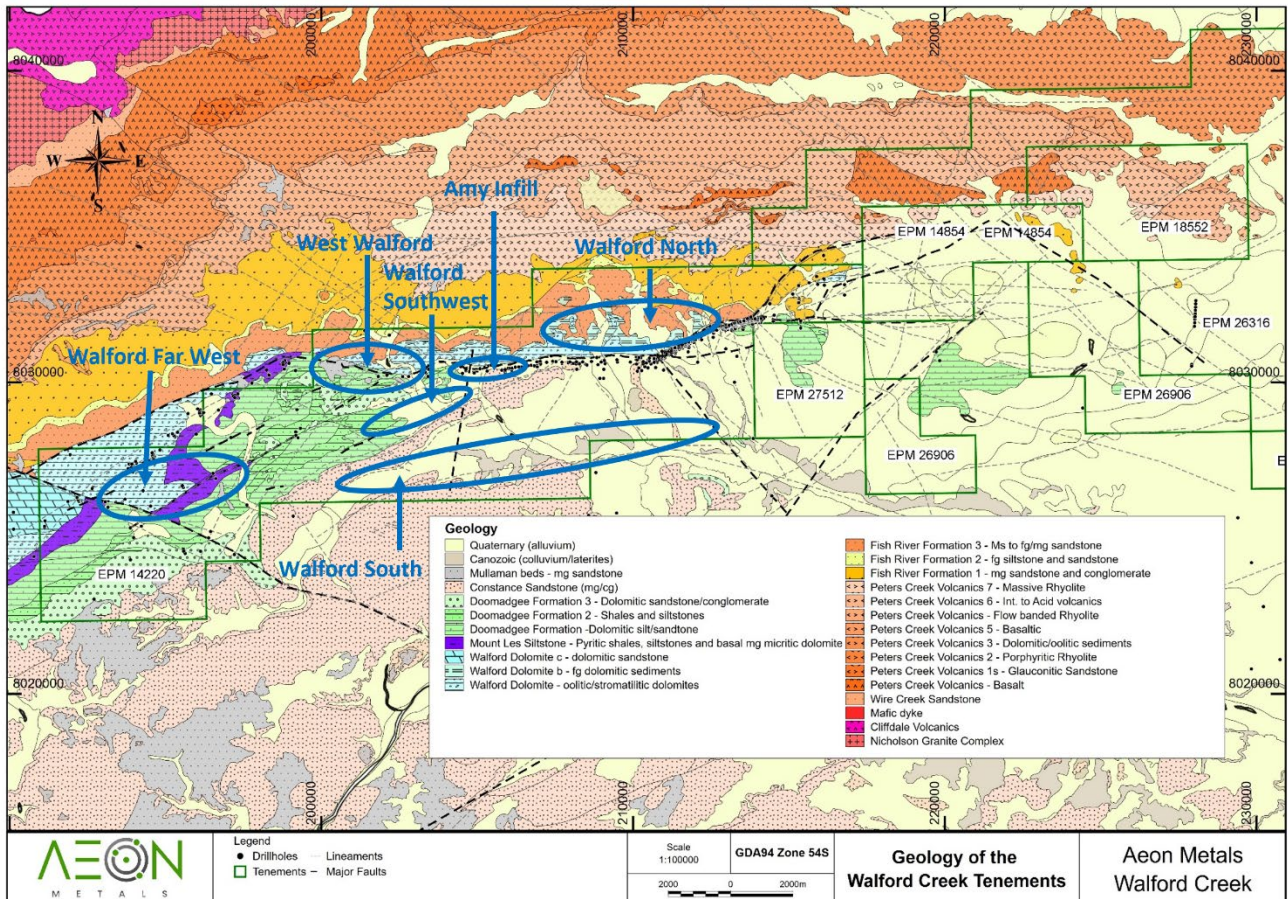 200000
210000
220000
230000
8040000
8040000
N
W E
S
Amy Infill
West Walford
Walford
Southwest
Walford North
Walford Far West
EPM 14854
EPM 14854
EPM 18552
EPM 26316
8030000
8030000
EPM 27512
EPM 26906
EPM 26906
E
EPM 14220
Walford South
8020000
8020000
Geology
Quaternary (alluvium)
Canozoic (colluvium/laterites)
Mullaman beds - mg sandstone
Constance Sandstone (mg/cg)
Doomadgee Formation 3 - Dolomitic sandstone/conglomerate
Doomadgee Formation 2 - Shales and siltstones
Doomadgee Formation -Dolomitic silt/sandtone
Mount Les Siltstone - Pyritic shales, siltstones and basal mg micritic dolomite
Walford Dolomite c - dolomitic sandstone
Walford Dolomite b - fg dolomitic sediments
Walford Dolomite - oolitic/stromatilitic dolomites
Fish River Formation 3 - Ms to fg/mg sandstone
Fish River Formation 2 - fg siltstone and sandstone
Fish River Formation 1 - mg sandstone and conglomerate
Peters Creek Volcanics 7 - Massive Rhyolite
Peters Creek Volcanics 6 - Int. to Acid volcanics
Peters Creek Volcanics - Flow banded Rhyolite
Peters Creek Volcanics 5 - Basaltic
Peters Creek Volcanics 3 - Dolomitic/oolitic sediments
Peters Creek Volcanics 2 - Porphyritic Rhyolite
Peters Creek Volcanics 1s - Glauconitic Sandstone
Peters Creek Volcanics - Basalt
Wire Creek Sandstone
Mafic dyke
Cliffdale Volcanics
Nicholson Granite Complex
200000
210000
220000
230000
AEON
METALS
Legend
Drillholes Lineaments
Tenements Major Faults
Scale
1:100000
GDA94 Zone 54S
2000 0 2000m
Geology of the
Walford Creek Tenements
Aeon Metals
Walford Creek